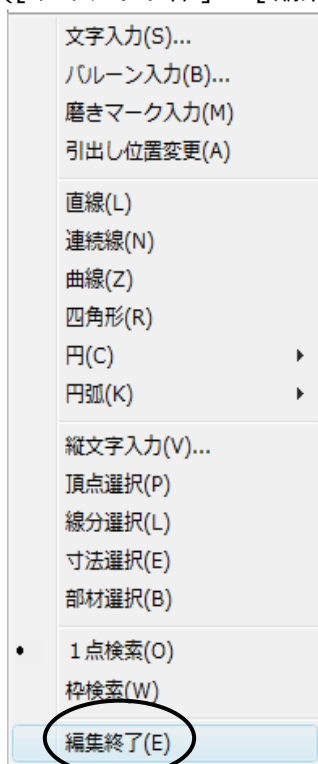 文字入力(S)...
バルーン入力(B)...
磨きマーク入力(M)
引出し位置変更(A)
直線(L)
連続線(N)
曲線(Z)
四角形(R)
円(C)
円弧(K)
縦文字入力(V)...
頂点選択(P)
線分選択(L)
寸法選択(E)
部材選択(B)
１点検索(O)
枠検索(W)
編集終了(E)